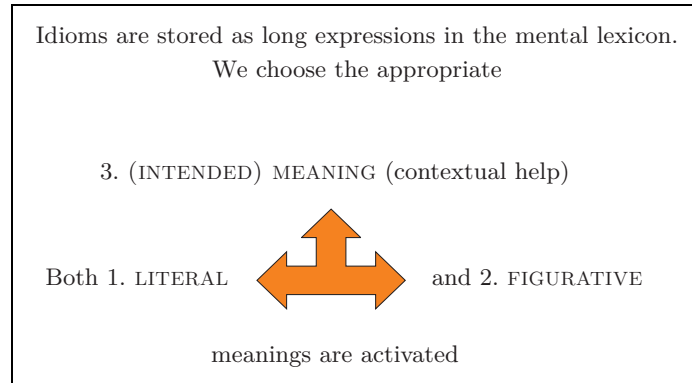 Idioms are stored as long expressions in the mental lexicon.
We choose the appropriate
3. (INTENDED) MEANING (contextual help)
Both 1. LITERAL and 2. FIGURATIVE
meanings are activated